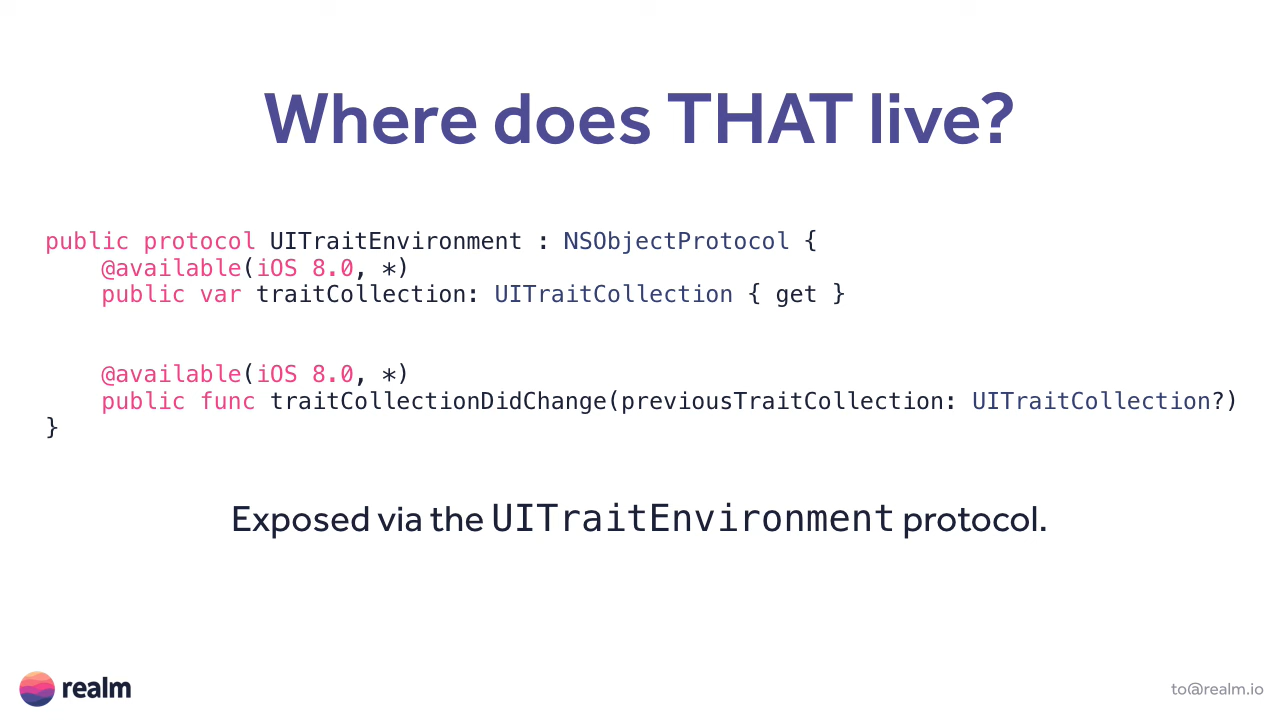 Where does THAT live?
public protocol UITraitEnvironment : NSObjectProtocol {
    @available(iOS 8.0, *)
    public var traitCollection: UITraitCollection { get }
    @available(iOS 8.0, *)
    public func traitCollectionDidChange(previousTraitCollection: UITraitCollection?)
}
Exposed via the UITraitEnvironment protocol.
realm
to@realm.io